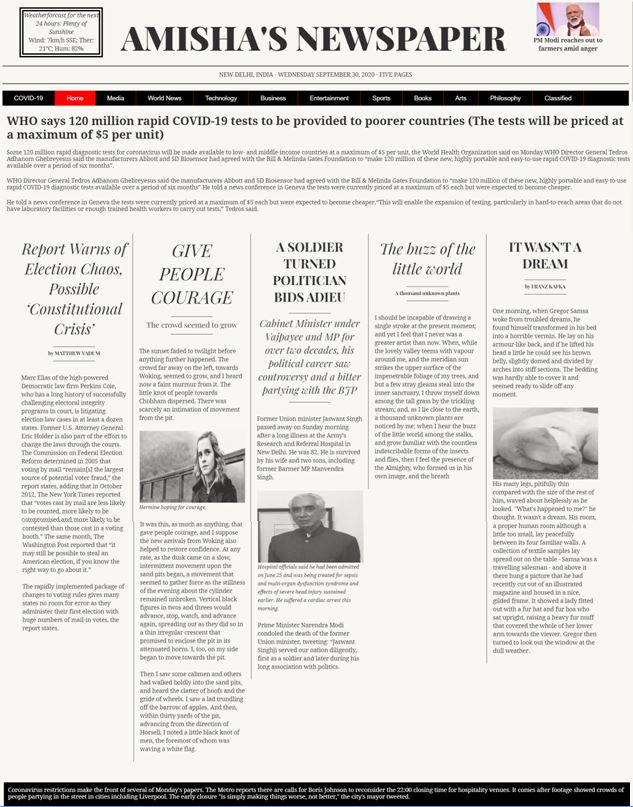 Weatherforcast for the next
24 hours: Plenty of
Sunshine
Wind: 7km/h SSE; Ther:
21°C; Hum: 82%
AMISHA'S NEWSPAPER
PM Modi reaches out to
farmers amid anger
NEW DELHI, INDIA - WEDNESDAY SEPTEMBER 30, 2020 - FIVE PAGES
COVID-19 Home Media World News Technology Business Entertainment Sports Books Arts Philosophy Classified
WHO says 120 million rapid COVID-19 tests to be provided to poorer countries (The tests will be priced at
a maximum of $5 per unit)
Some 120 million rapid diagnostic tests for coronavirus will be made available to low- and middle-income countries at a maximum of $5 per unit, the World Health Organization said on Monday.WHO Director General Tedros
Adhanom Ghebreyesus said the manufacturers Abbott and SD Biosensor had agreed with the Bill & Melinda Gates Foundation to "make 120 million of these new, highly portable and easy-to-use rapid COVID-19 diagnostic tests
available over a period of six months".
WHO Director General Tedros Adhanom Ghebreyesus said the manufacturers Abbott and SD Biosensor had agreed with the Bill & Melinda Gates Foundation to "make 120 million of these new, highly portable and easy-to-use
rapid COVID-19 diagnostic tests available over a period of six months".He told a news conference in Geneva the tests were currently priced at a maximum of $5 each but were expected to become cheaper.
He told a news conference in Geneva the tests were currently priced at a maximum of $5 each but were expected to become cheaper."This will enable the expansion of testing, particularly in hard-to-reach areas that do not
have laboratory facilities or enough trained health workers to carry out tests," Tedros said.
Report Warns of
Election Chaos,
Possible
'Constitutional
Crisis'
by MATTHEW VADUM
Marc Elias of the high-powered
Democratic law firm Perkins Coie,
who has a long history of successfully
challenging electoral integrity
programs in court, is litigating
election law cases in at least a dozen
states. Former U.S. Attorney General
Eric Holder is also part of the effort to
change the laws through the courts.
The Commission on Federal Election
Reform determined in 2005 that
voting by mail "remain[s] the largest
source of potential voter fraud," the
report states, adding that in October
2012, The New York Times reported
that "votes cast by mail are less likely
to be counted, more likely to be
compromised and more likely to be
contested than those cast in a voting
booth." The same month, The
Washington Post reported that "it
may still be possible to steal an
American election, if you know the
right way to go about it."
The rapidly implemented package of
changes to voting rules gives many
states no room for error as they
administer their first election with
huge numbers of mail-in votes, the
report states.
GIVE
PEOPLE
COURAGE
The crowd seemed to grow
The sunset faded to twilight before
anything further happened. The
crowd far away on the left, towards
Woking, seemed to grow, and I heard
now a faint murmur from it. The
little knot of people towards
Chobham dispersed. There was
scarcely an intimation of movement
from the pit.
Hermine hoping for courage.
It was this, as much as anything, that
gave people courage, and I suppose
the new arrivals from Woking also
helped to restore confidence. At any
rate, as the dusk came on a slow,
intermittent movement upon the
sand pits began, a movement that
seemed to gather force as the stillness
of the evening about the cylinder
remained unbroken. Vertical black
figures in twos and threes would
advance, stop, watch, and advance
again, spreading out as they did so in
a thin irregular crescent that
promised to enclose the pit in its
attenuated horns. I, too, on my side
began to move towards the pit.
Then I saw some cabmen and others
had walked boldly into the sand pits,
and heard the clatter of hoofs and the
gride of wheels. I saw a lad trundling
off the barrow of apples. And then,
within thirty yards of the pit,
advancing from the direction of
Horsell, I noted a little black knot of
men, the foremost of whom was
waving a white flag.
A SOLDIER
TURNED
POLITICIAN
BIDS ADIEU
Cabinet Minister under
Vajpayee and MP for
over two decades, his
political career saw
controversy and a bitter
partying with the BJP
Former Union minister Jaswant Singh
passed away on Sunday morning
after a long illness at the Army's
Research and Referral Hospital in
New Delhi. He was 82. He is survived
by his wife and two sons, including
former Barmer MP Manvendra
Singh.
Hospital officials said he had been admitted
on June 25 and was being treated for sepsis
and multi-organ dysfunction syndrome and
effects of severe head injury sustained
earlier. He suffered a cardiac arrest this
morning.
Prime Minister Narendra Modi
condoled the death of the former
Union minister, tweeting: "Jaswant
Singhji served our nation diligently,
first as a soldier and later during his
long association with politics.
The buzz of the
little world
A thousand unknown plants
I should be incapable of drawing a
single stroke at the present moment;
and yet I feel that I never was a
greater artist than now. When, while
the lovely valley teems with vapour
around me, and the meridian sun
strikes the upper surface of the
impenetrable foliage of my trees, and
but a few stray gleams steal into the
inner sanctuary, I throw myself down
among the tall grass by the trickling
stream; and, as I lie close to the earth,
a thousand unknown plants are
noticed by me: when I hear the buzz
of the little world among the stalks,
and grow familiar with the countless
indescribable forms of the insects
and flies, then I feel the presence of
the Almighty, who formed us in his
own image, and the breath
IT WASN'T A
DREAM
by FRANZ KAFKA
One morning, when Gregor Samsa
woke from troubled dreams, he
found himself transformed in his bed
into a horrible vermin. He lay on his
armour-like back, and if he lifted his
head a little he could see his brown
belly, slightly domed and divided by
arches into stiff sections. The bedding
was hardly able to cover it and
seemed ready to slide off any
moment.
His many legs, pitifully thin
compared with the size of the rest of
him, waved about helplessly as he
looked. "What's happened to me?" he
thought. It wasn't a dream. His room,
a proper human room although a
little too small, lay peacefully
between its four familiar walls. A
collection of textile samples lay
spread out on the table - Samsa was a
travelling salesman - and above it
there hung a picture that he had
recently cut out of an illustrated
magazine and housed in a nice,
gilded frame. It showed a lady fitted
out with a fur hat and fur boa who
sat upright, raising a heavy fur muff
that covered the whole of her lower
arm towards the viewer. Gregor then
turned to look out the window at the
dull weather.
Coronavirus restrictions make the front of several of Monday's papers. The Metro reports there are calls for Boris Johnson to reconsider the 22:00 closing time for hospitality venues. It comes after footage showed crowds of
people partying in the street in cities including Liverpool. The early closure "is simply making things worse, not better," the city's mayor tweeted.